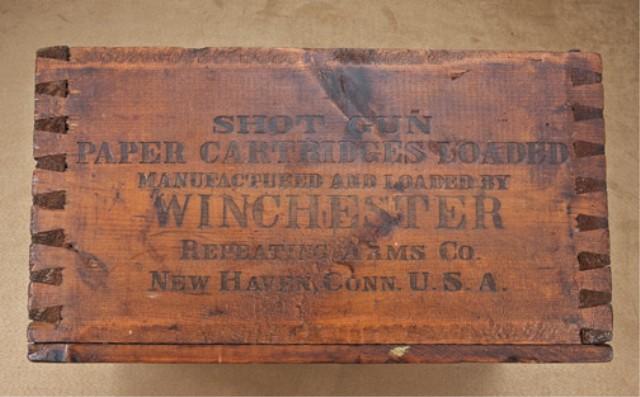 SHOT GUN
PAPER CARTRIDGES LOADED
MANUFACTURED AND LOADED BY
WINCHESTER
REPEATING ARMS CO.
NEW HAVEN, CONN. U. S. A.